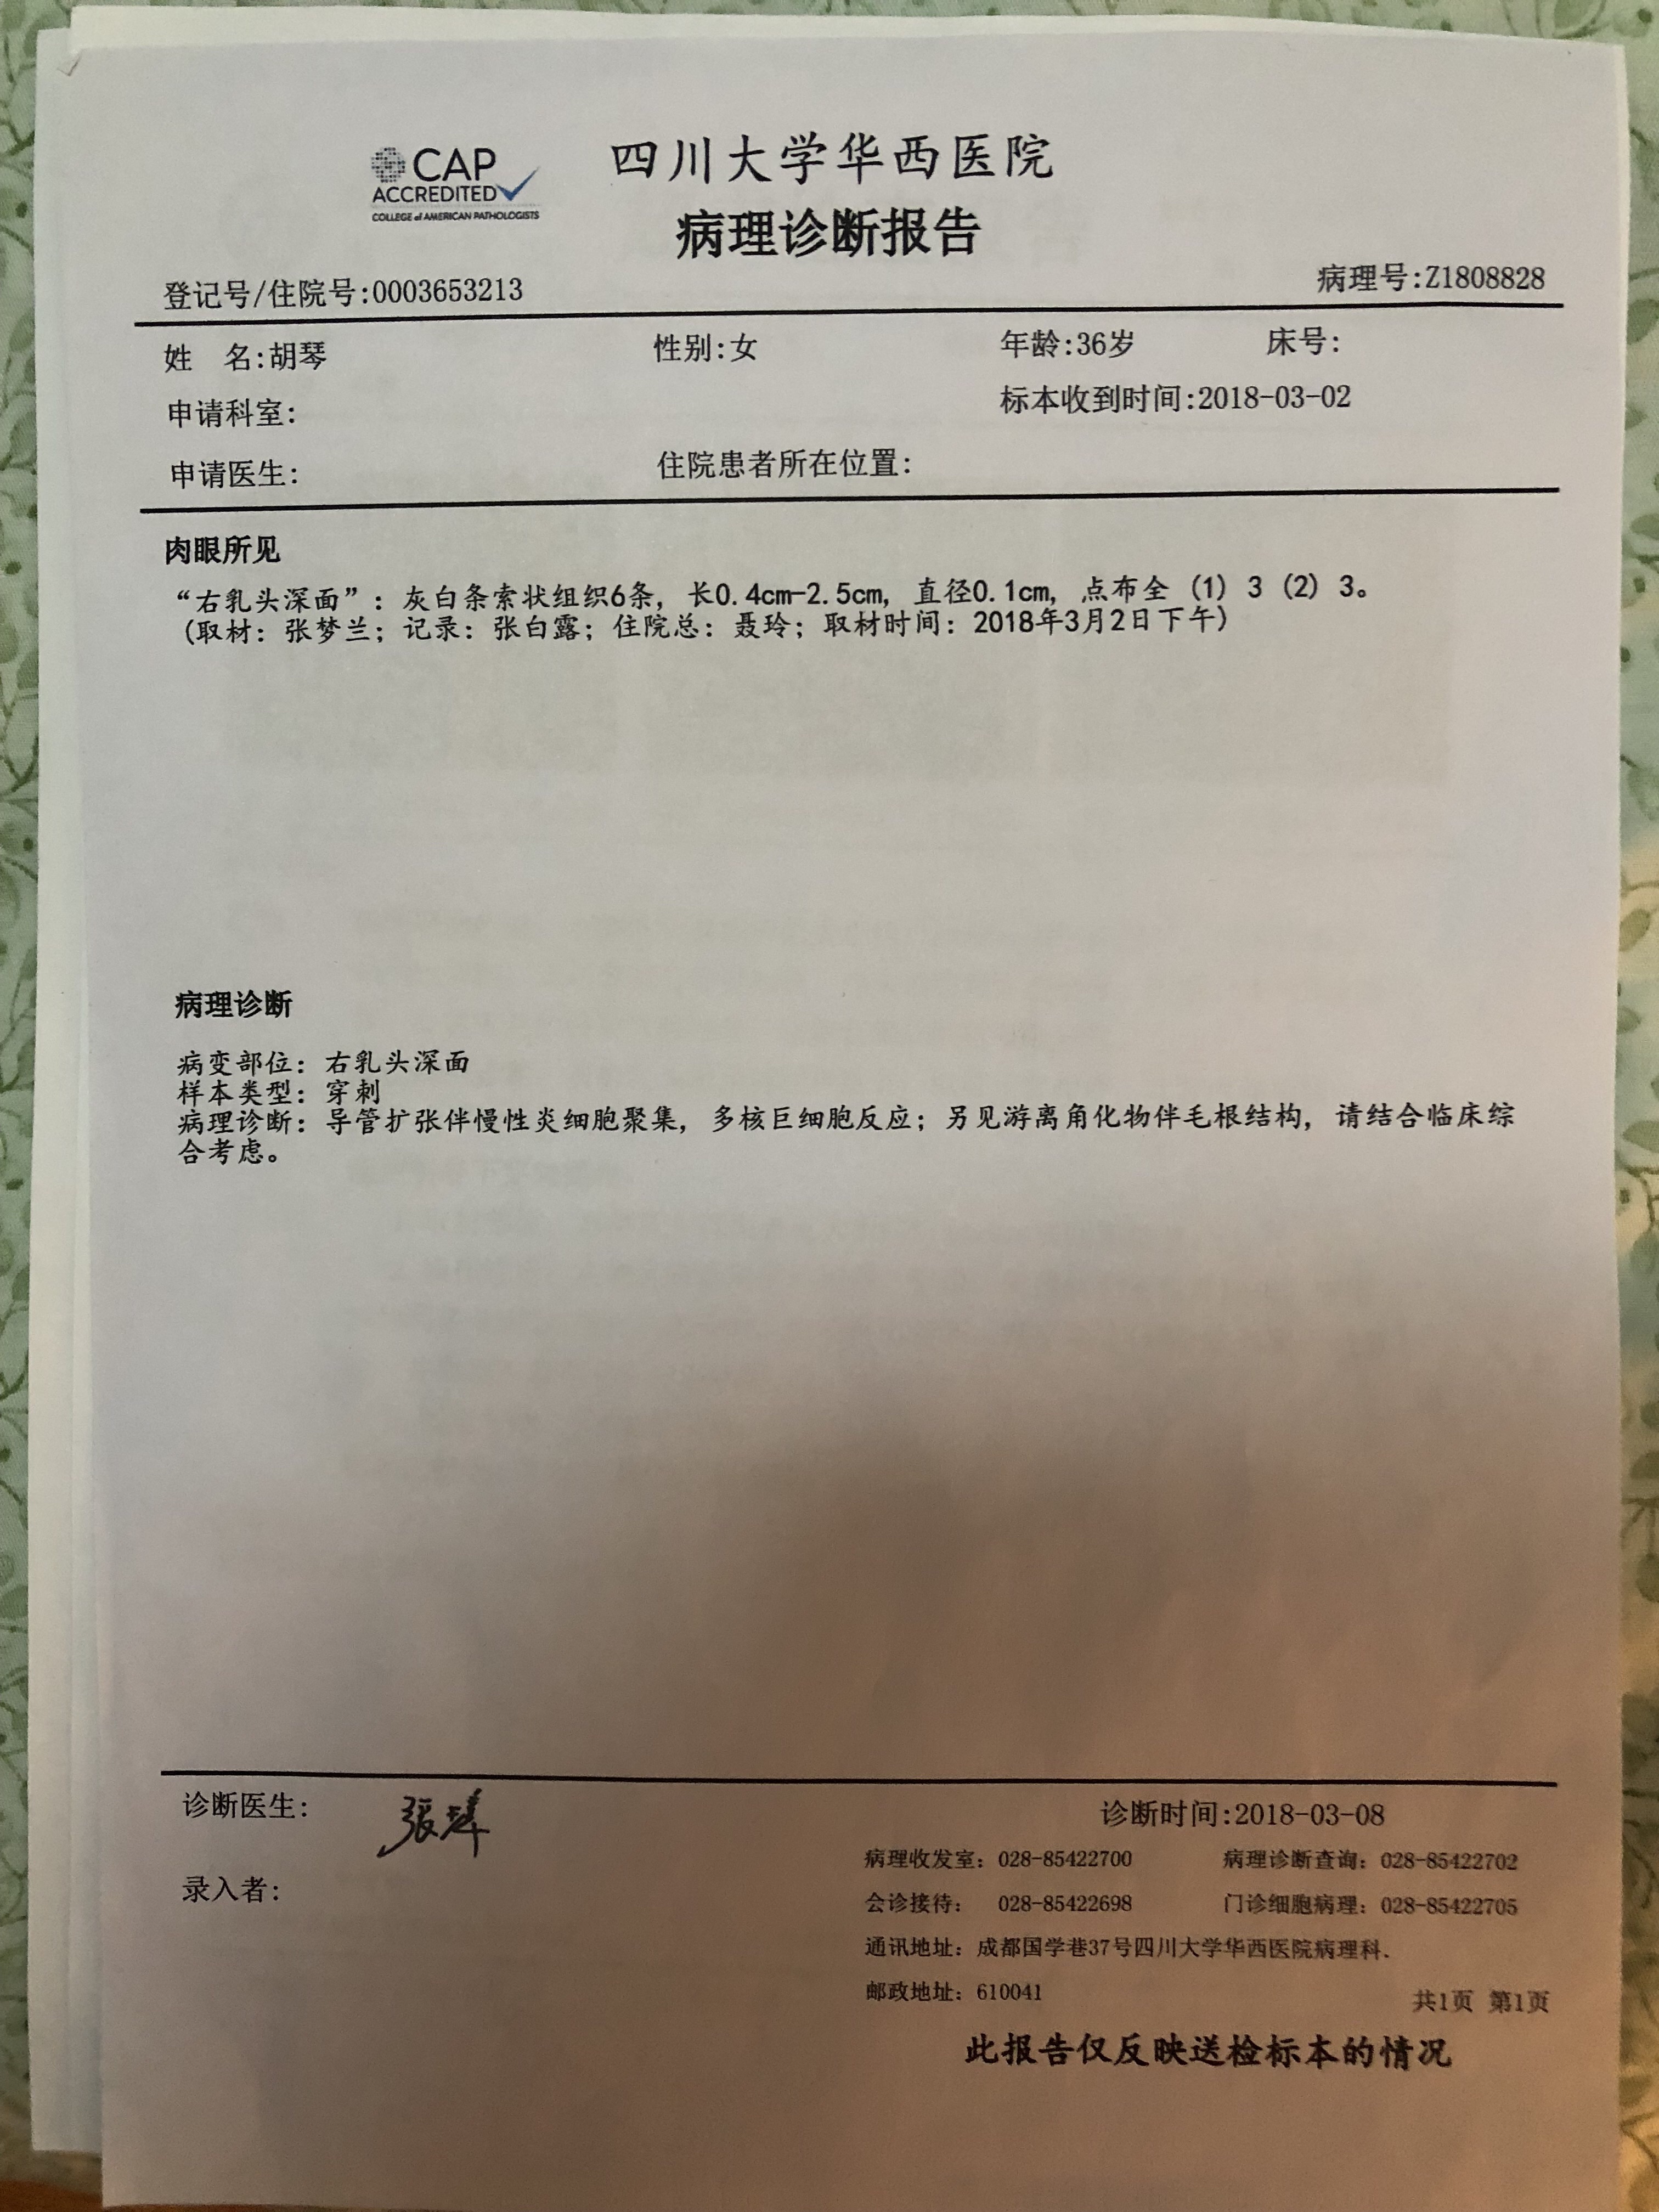 CAP
ACCREDITED
COLLEGE of AMERICAN PATHOLOGISTS
四川大学华西医院
病理诊断报告
登记号/住院号:0003653213 病理号:Z1808828
姓 名:胡琴 性别:女 年龄:36岁 床号:
申请科室: 标本收到时间:2018-03-02
申请医生: 住院患者所在位置:
肉眼所见
“右乳头深面”: 灰白条索状组织6条, 长0.4cm-2.5cm, 直径0.1cm, 点布全 (1) 3 (2) 3。
(取材: 张梦兰; 记录: 张白露; 住院总: 聂玲; 取材时间: 2018年3月2日下午)
病理诊断
病变部位: 右乳头深面
样本类型: 穿刺
病理诊断: 导管扩张伴慢性炎细胞聚集, 多核巨细胞反应; 另见游离角化物伴毛根结构, 请结合临床综
合考虑。
诊断医生: 诊断时间:2018-03-08
病理收发室: 028-85422700 病理诊断查询: 028-85422702
录入者:
会诊接待: 028-85422698 门诊细胞病理: 028-85422705
通讯地址: 成都国学巷37号四川大学华西医院病理科.
邮政地址: 610041
共1页 第1页
此报告仅反映送检标本的情况